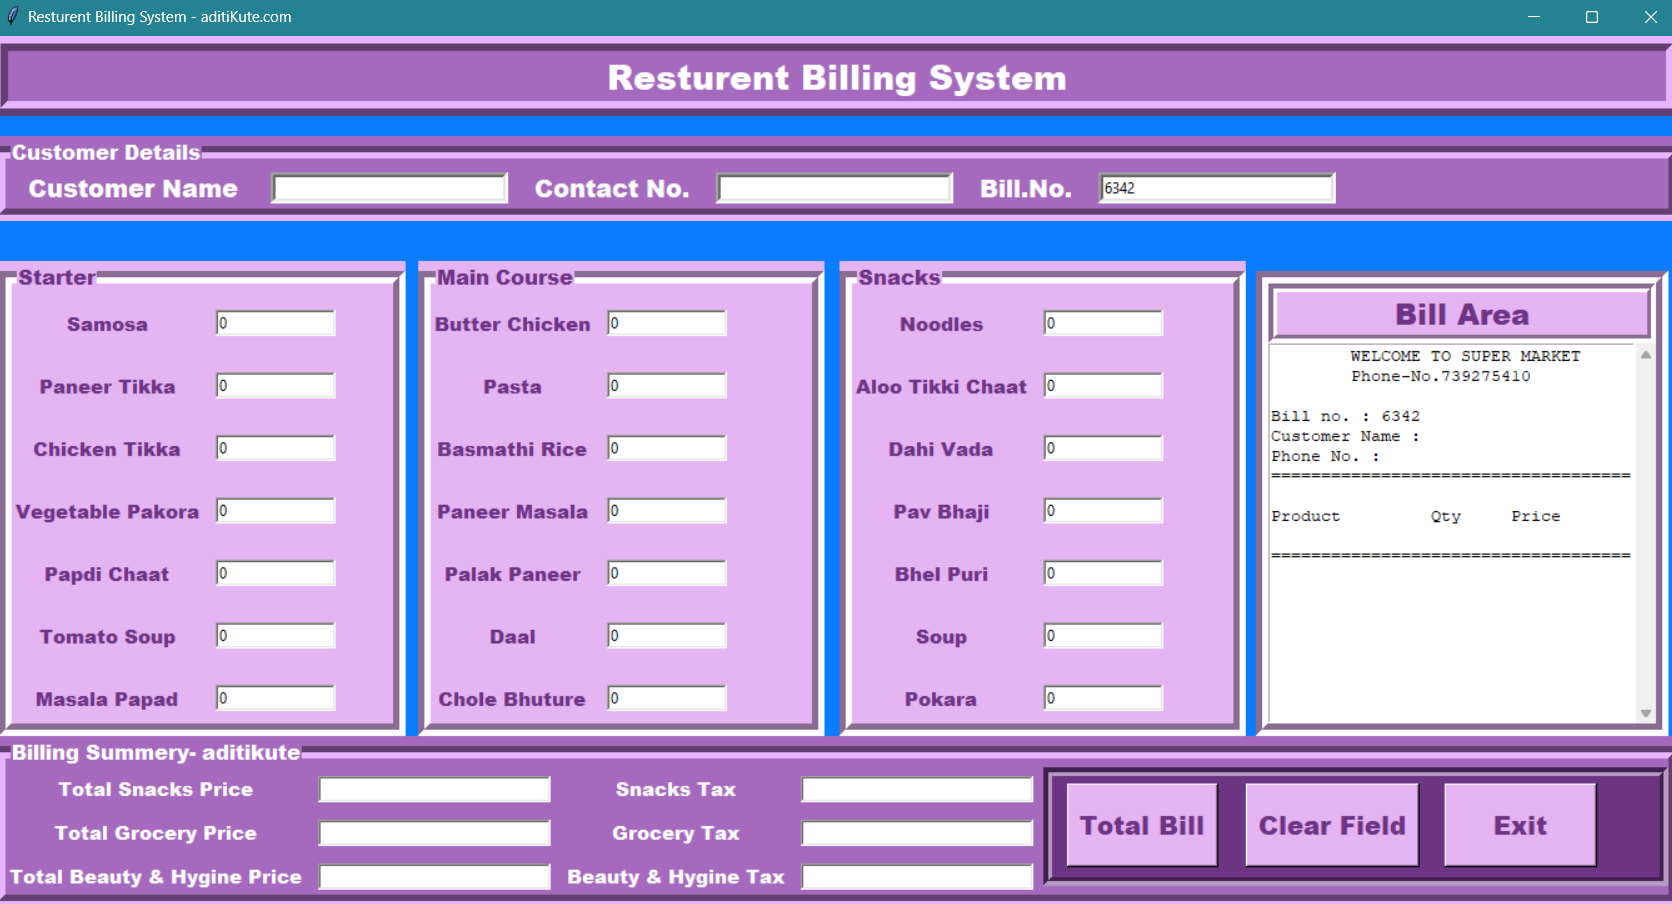 Resturent Billing System - aditiKute.com
Resturent Billing System
Customer Details
Customer Name Contact No. Bill.No. 6342
Starter
Samosa 0
Paneer Tikka 0
Chicken Tikka 0
Vegetable Pakora 0
Papdi Chaat 0
Tomato Soup 0
Masala Papad 0
Main Course
Butter Chicken 0
Pasta 0
Basmathi Rice 0
Paneer Masala 0
Palak Paneer 0
Daal 0
Chole Bhuture 0
Snacks
Noodles 0
Aloo Tikki Chaat 0
Dahi Vada 0
Pav Bhaji 0
Bhel Puri 0
Soup 0
Pokara 0
Bill Area
WELCOME TO SUPER MARKET
Phone-No.739275410
Bill no. : 6342
Customer Name :
Phone No. :
====================================
Product Qty Price
====================================
Billing Summery- aditikute
Total Snacks Price Snacks Tax
Total Grocery Price Grocery Tax
Total Beauty & Hygine Price Beauty & Hygine Tax
Total Bill Clear Field Exit